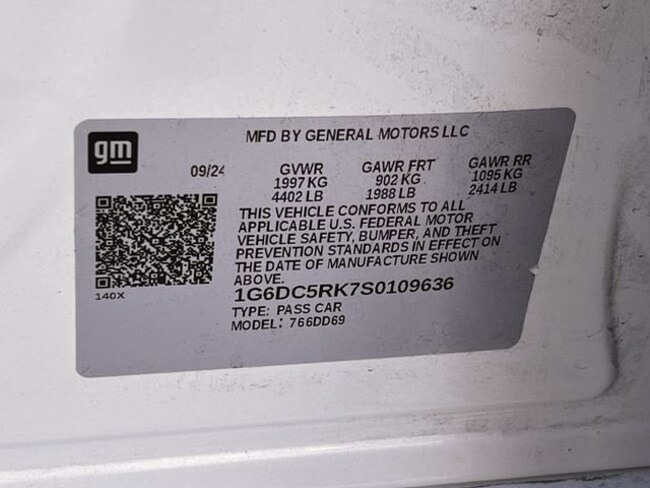 gm
MFD BY GENERAL MOTORS LLC
09/24 GVWR GAWR FRT GAWR RR
1997 KG 902 KG 1095 KG
4402 LB 1988 LB 2414 LB
THIS VEHICLE CONFORMS TO ALL
APPLICABLE U.S. FEDERAL MOTOR
VEHICLE SAFETY, BUMPER, AND THEFT
PREVENTION STANDARDS IN EFFECT ON
THE DATE OF MANUFACTURE SHOWN
ABOVE.
140X
1G6DC5RK7S0109636
TYPE: PASS CAR
MODEL: 766DD69